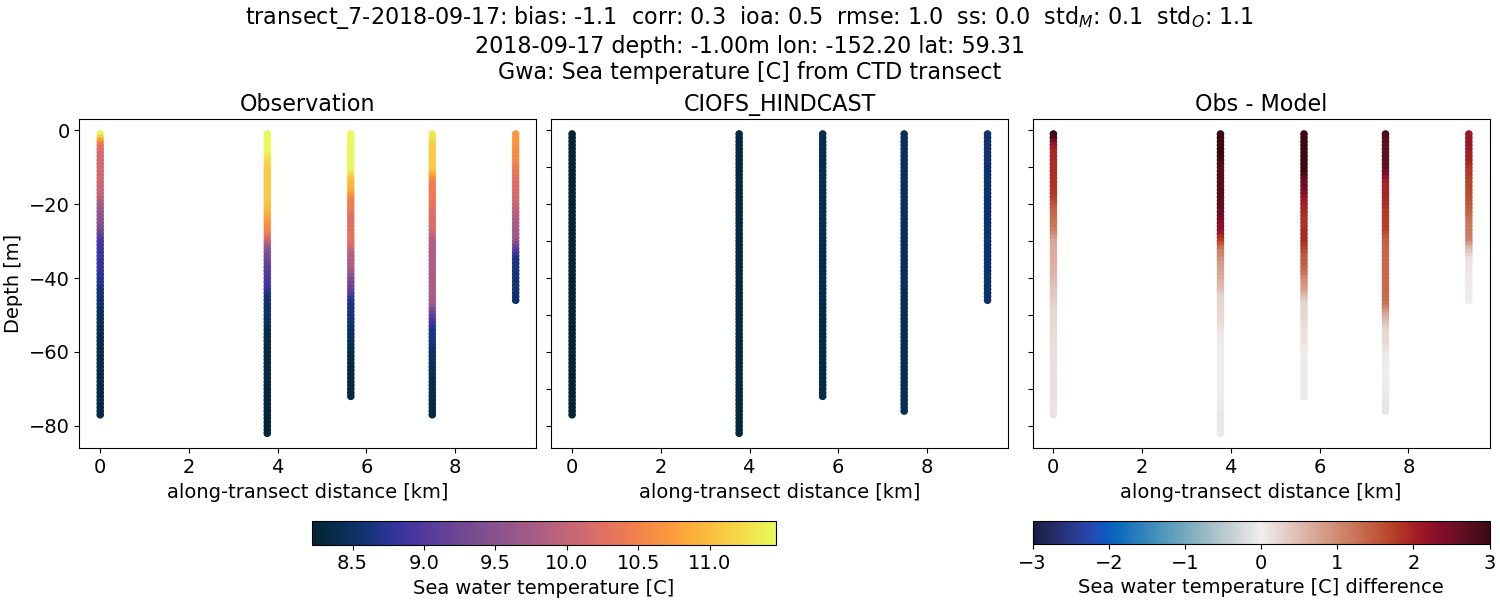 transect_7-2018-09-17: bias: -1.1  corr: 0.3  ioa: 0.5  rmse: 1.0  ss: 0.0  std_M: 0.1  std_O: 1.1
2018-09-17 depth: -1.00m lon: -152.20 lat: 59.31
Gwa: Sea temperature [C] from CTD transect
Observation
CIOFS_HINDCAST
Obs - Model
Depth [m]
0
−20
−40
−60
−80
0 2 4 6 8
0 2 4 6 8
0 2 4 6 8
along-transect distance [km]
along-transect distance [km]
along-transect distance [km]
8.5 9.0 9.5 10.0 10.5 11.0
Sea water temperature [C]
−3 −2 −1 0 1 2 3
Sea water temperature [C] difference